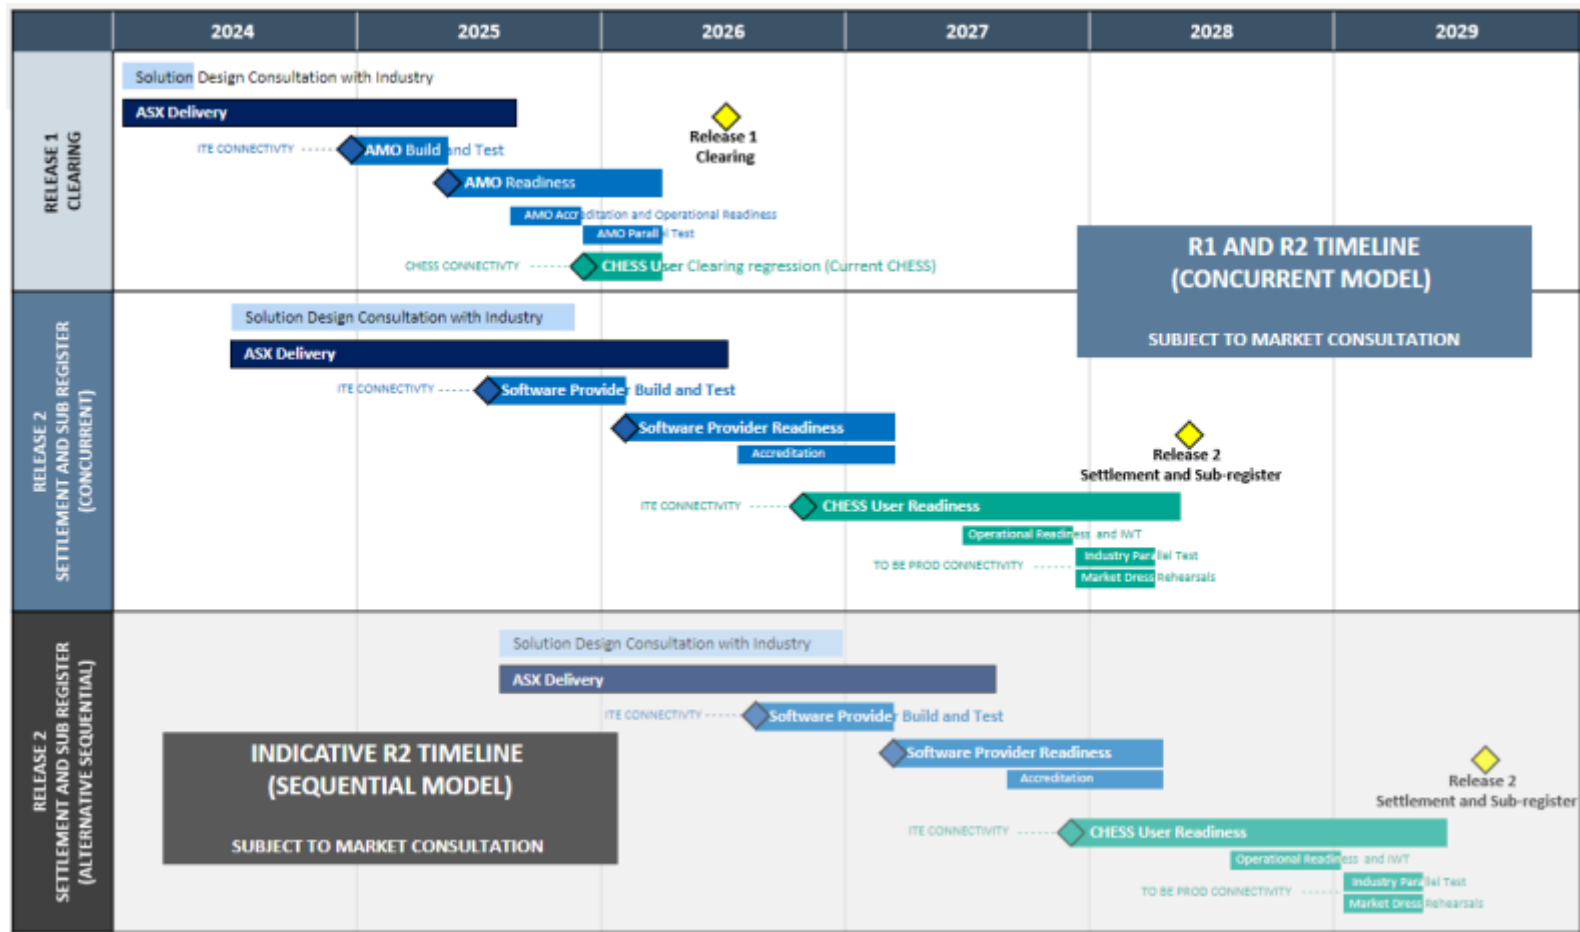 2024 2025 2026 2027 2028 2029
RELEASE 1
CLEARING
Solution Design Consultation with Industry
ASX Delivery
ITE CONNECTIVTY
AMO Build and Test
AMO Readiness
AMO Accreditation and Operational Readiness
AMO Parallel Test
CHESS CONNECTIVTY
CHESS User Clearing regression (Current CHESS)
Release 1
Clearing
R1 AND R2 TIMELINE
(CONCURRENT MODEL)
SUBJECT TO MARKET CONSULTATION
RELEASE 2
SETTLEMENT AND SUB REGISTER
(CONCURRENT)
Solution Design Consultation with Industry
ASX Delivery
ITE CONNECTIVTY
Software Provider Build and Test
Software Provider Readiness
Accreditation
Release 2
Settlement and Sub-register
ITE CONNECTIVITY
CHESS User Readiness
Operational Readiness and IWT
TO BE PROD CONNECTIVITY
Industry Parallel Test
Market Dress Rehearsals
RELEASE 2
SETTLEMENT AND SUB REGISTER
(ALTERNATIVE SEQUENTIAL)
Solution Design Consultation with Industry
ASX Delivery
ITE CONNECTIVTY
Software Provider Build and Test
Software Provider Readiness
Accreditation
INDICATIVE R2 TIMELINE
(SEQUENTIAL MODEL)
SUBJECT TO MARKET CONSULTATION
Release 2
Settlement and Sub-register
ITE CONNECTIVITY
CHESS User Readiness
Operational Readiness and IWT
TO BE PROD CONNECTIVITY
Industry Parallel Test
Market Dress Rehearsals